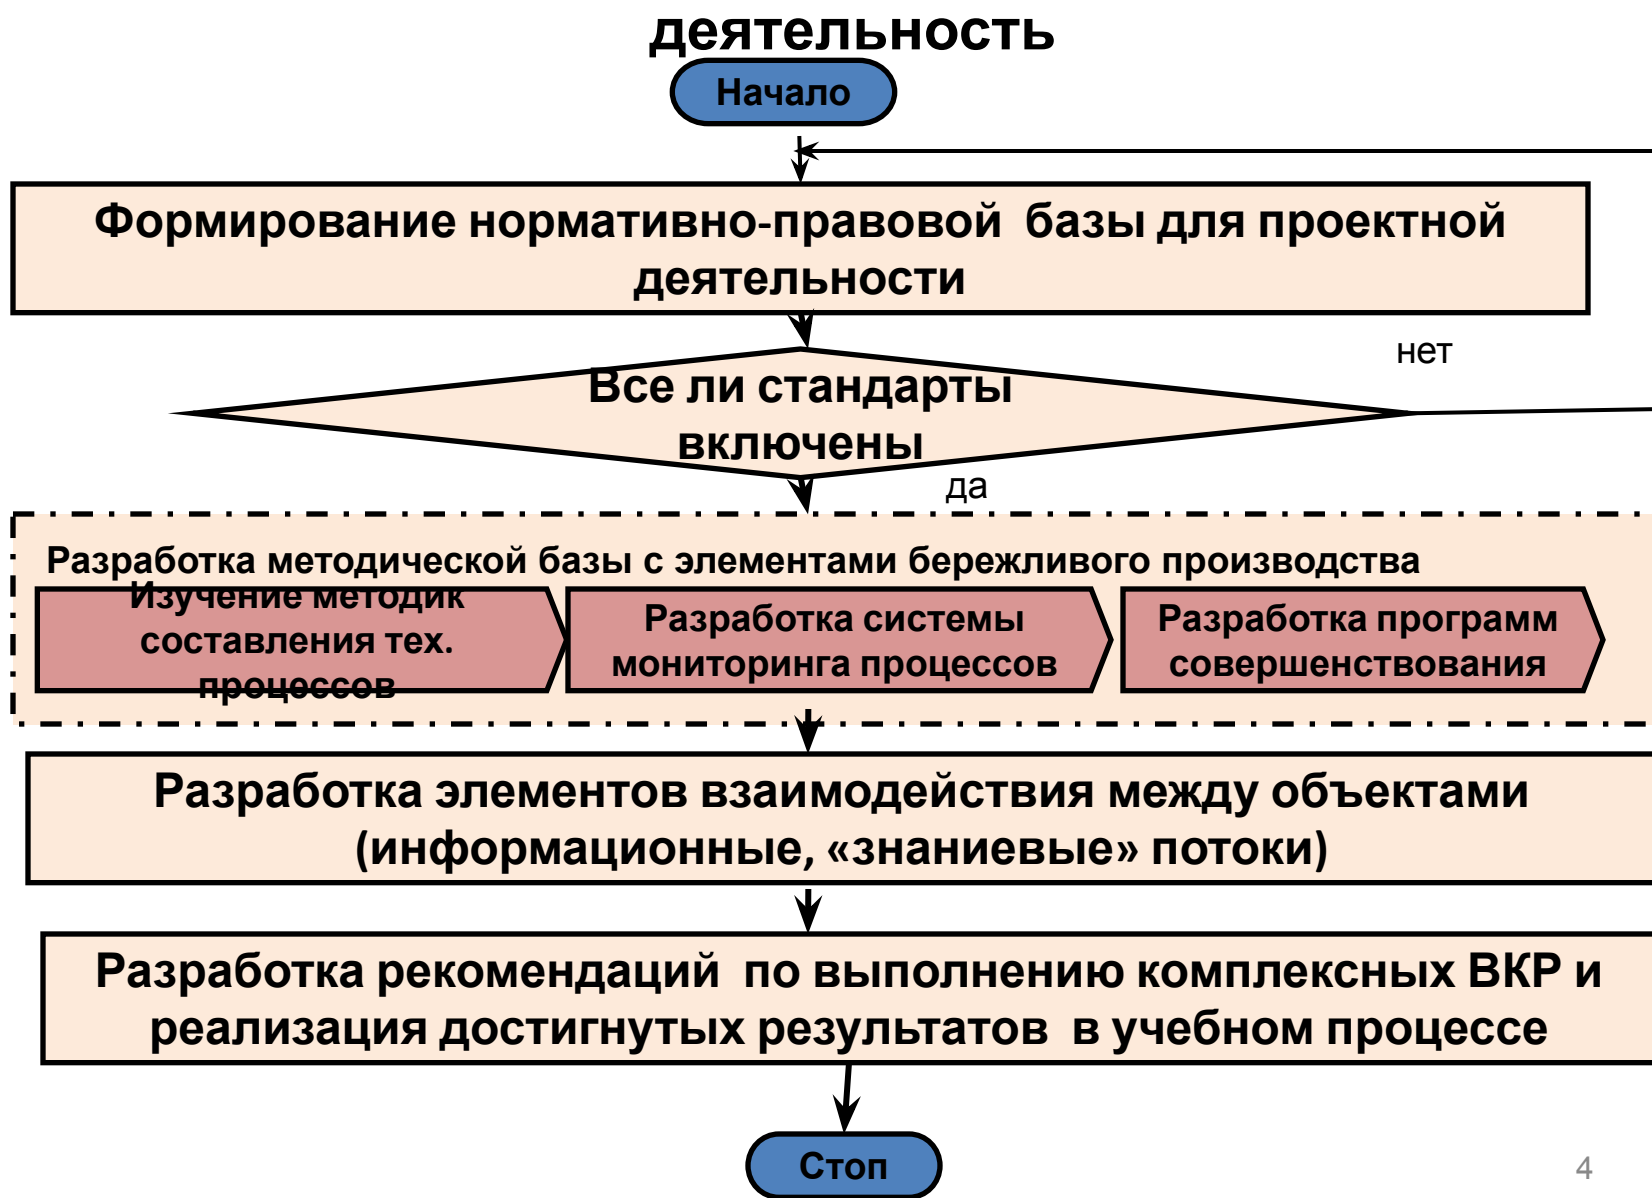 деятельность
Начало
Формирование нормативно-правовой базы для проектной
деятельности
нет
Все ли стандарты
включены
да
Разработка методической базы с элементами бережливого производства
Изучение методик
составления тех.
процессов
Разработка системы
мониторинга процессов
Разработка программ
совершенствования
Разработка элементов взаимодействия между объектами
(информационные, «знаниевые» потоки)
Разработка рекомендаций по выполнению комплексных ВКР и
реализация достигнутых результатов в учебном процессе
Стоп
4